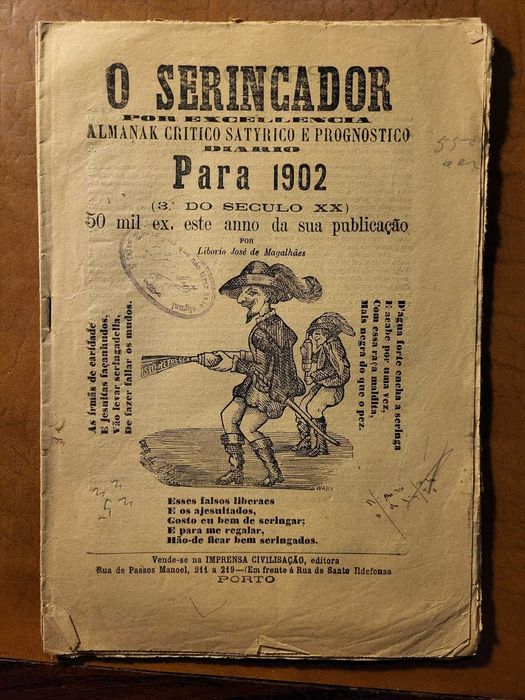 O SERINGADOR
POR EXCELLENCIA
ALMANAK CRITICO SATYRICO E PROGNOSTICO
DIARIO
Para 1902
(3.º DO SECULO XX)
50 mil ex. este anno da sua publicação
POR
Liborio José de Magalhães
As irmãs de caridade
E jesuitas façanhudos,
Vão levar seringadella,
De fazer fallar os mudos.
D'agua forte encha a seringa
E acabe por uma vez,
Com essa raça maldita,
Mais negra do que o pez.
Esses falsos liberaes
E os ajesuitados,
Gosto eu bem de seringar;
E para me regalar,
Hão-de ficar bem seringados.
Vende-se na IMPRENSA CIVILISAÇÃO, editora
Rua de Passos Manoel, 211 a 219—(Em frente á Rua de Santo Ildefonso
PORTO